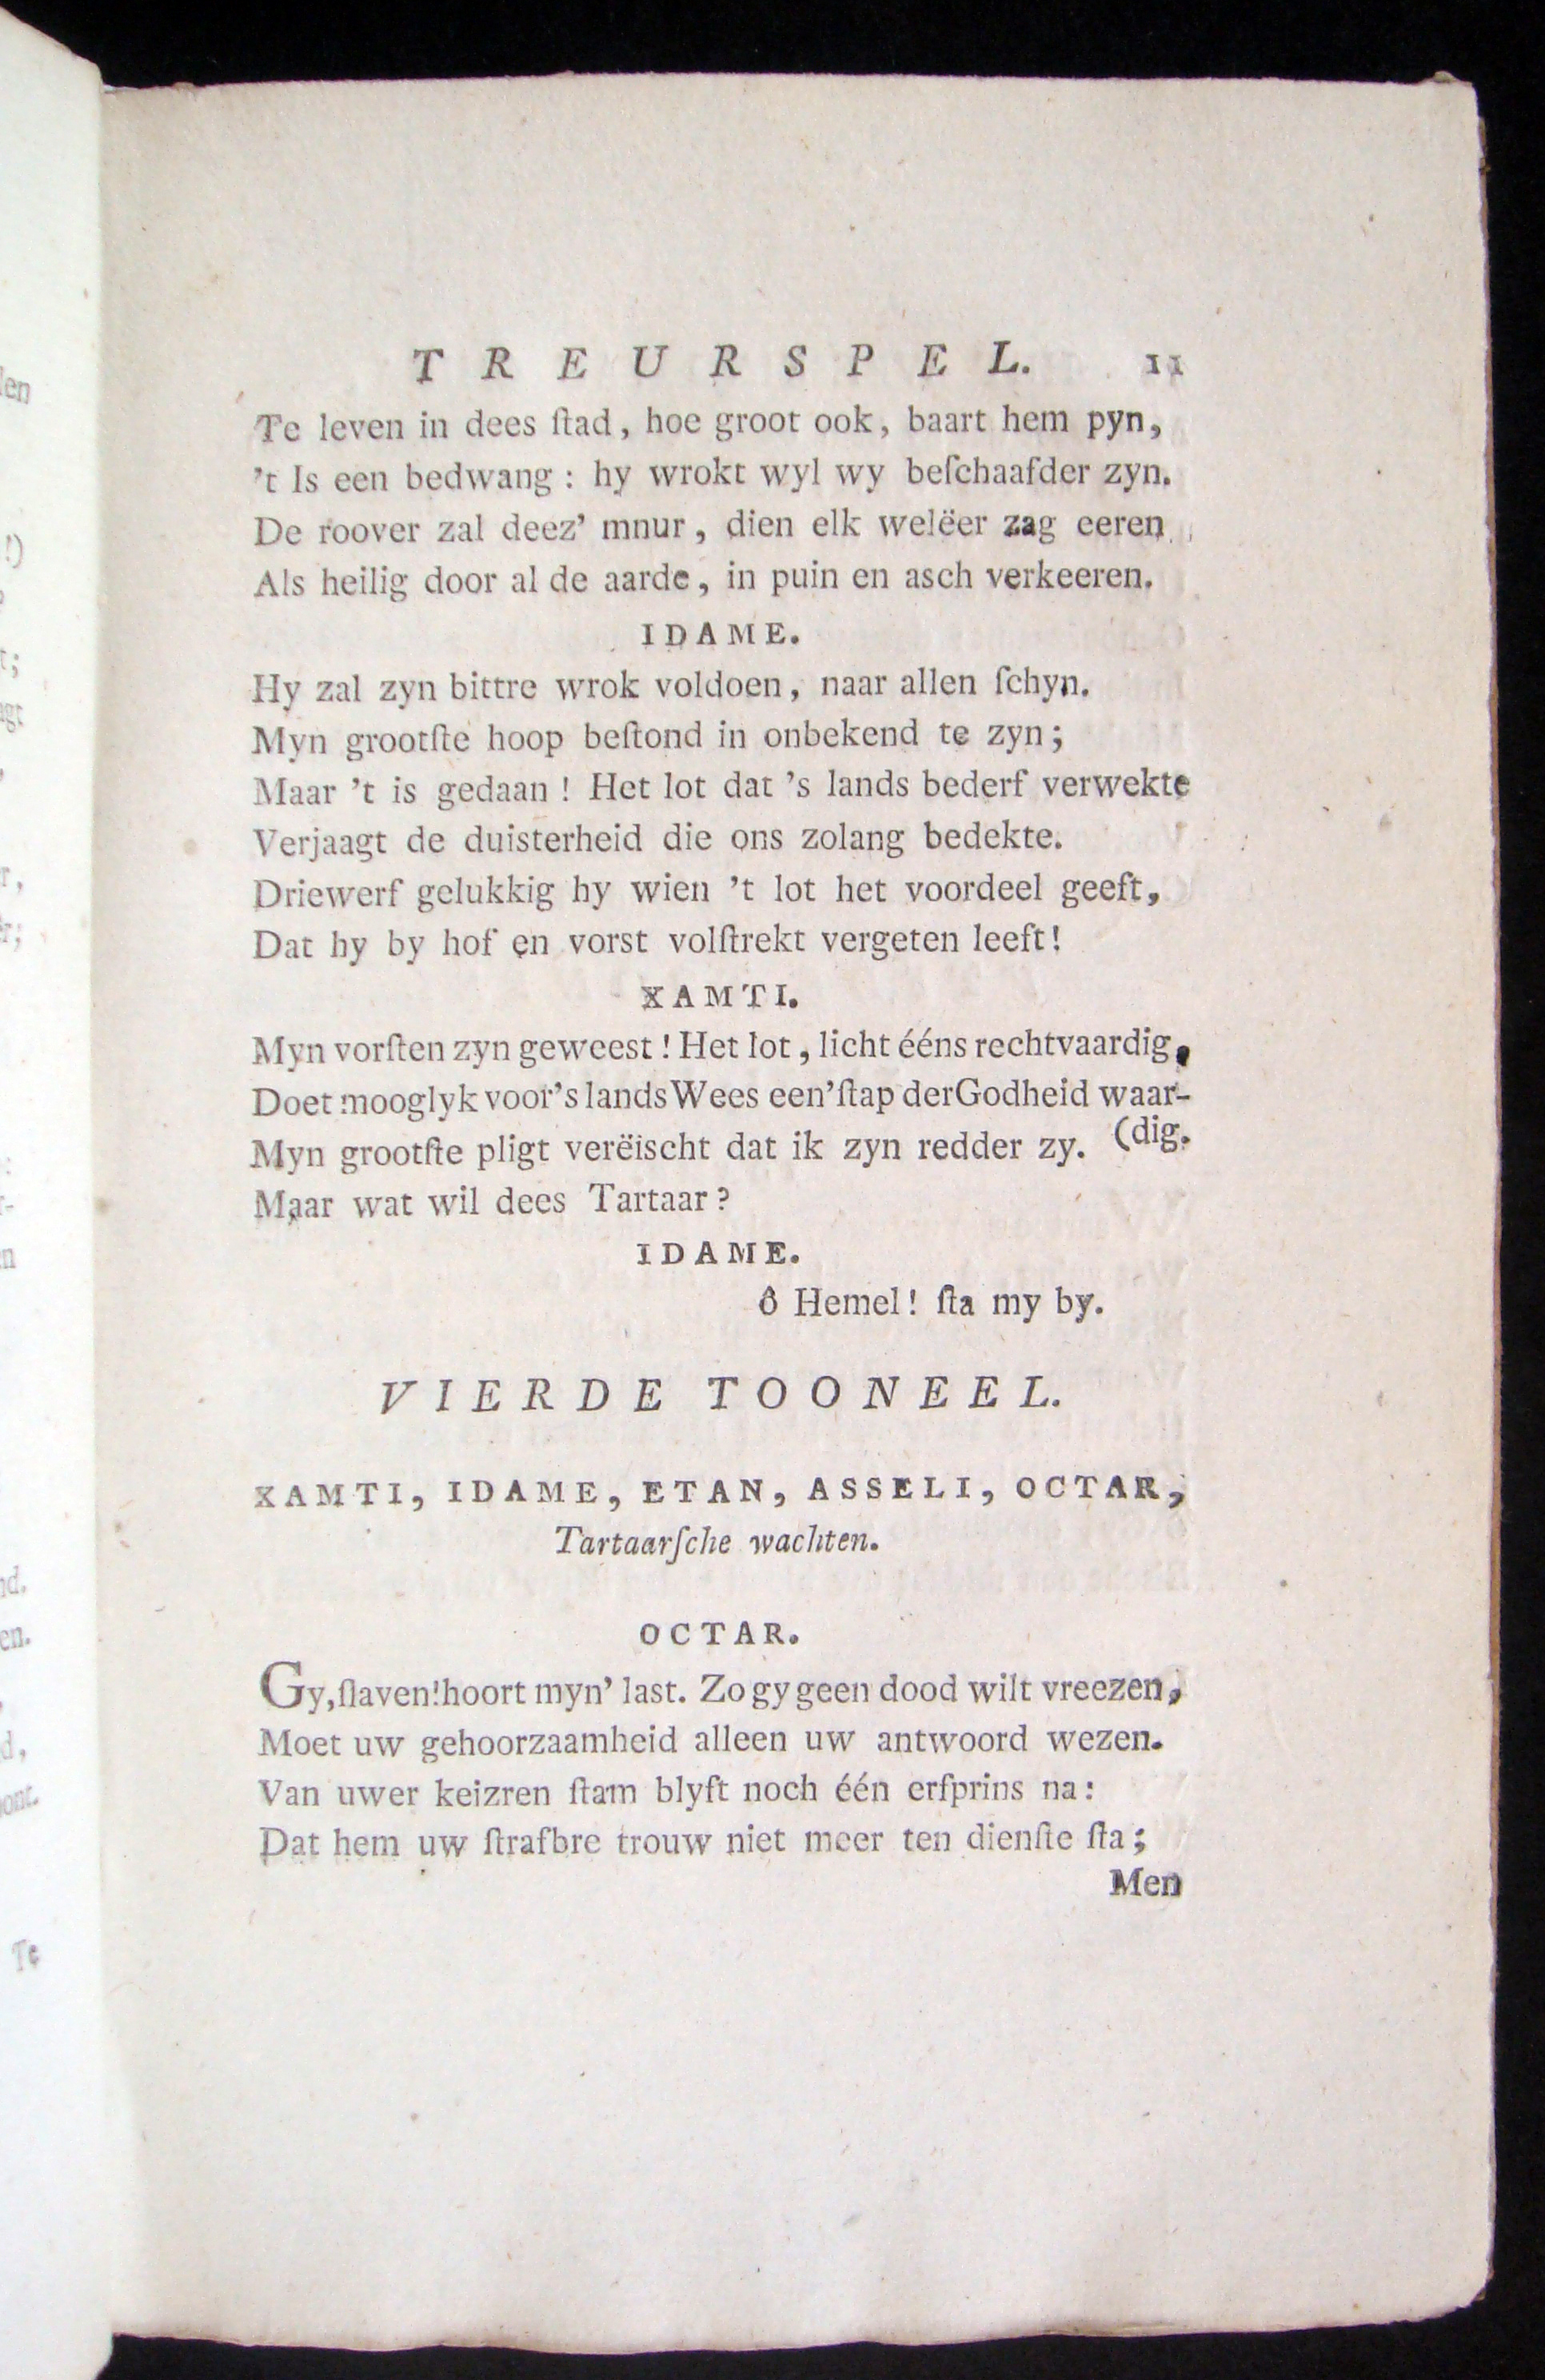 TREURSPEL. 11
Te leven in dees ſtad, hoe groot ook, baart hem pyn,
't Is een bedwang: hy wrokt wyl wy beſchaafder zyn.
De roover zal deez' mnur, dien elk welëer zag eeren,
Als heilig door al de aarde, in puin en asch verkeeren.
IDAME.
Hy zal zyn bittre wrok voldoen, naar allen ſchyn.
Myn grootſte hoop beſtond in onbekend te zyn;
Maar 't is gedaan! Het lot dat 's lands bederf verwekte
Verjaagt de duisterheid die ons zolang bedekte.
Driewerf gelukkig hy wien 't lot het voordeel geeft,
Dat hy by hof en vorst volſtrekt vergeten leeft!
XAMTI.
Myn vorſten zyn geweest! Het lot, licht ééns rechtvaardig,
Doet mooglyk voor's lands Wees een' ſtap der Godheid waar-
Myn grootſte pligt verëischt dat ik zyn redder zy. (dig.
Maar wat wil dees Tartaar?
IDAME.
ô Hemel! ſta my by.
VIERDE TOONEEL.
XAMTI, IDAME, ETAN, ASSELI, OCTAR,
Tartaarſche wachten.
OCTAR.
Gy, ſlaven! hoort myn' last. Zo gy geen dood wilt vreezen,
Moet uw gehoorzaamheid alleen uw antwoord wezen.
Van uwer keizren ſtam blyft noch één erfprins na:
Dat hem uw ſtrafbre trouw niet meer ten dienſte ſta;
Men